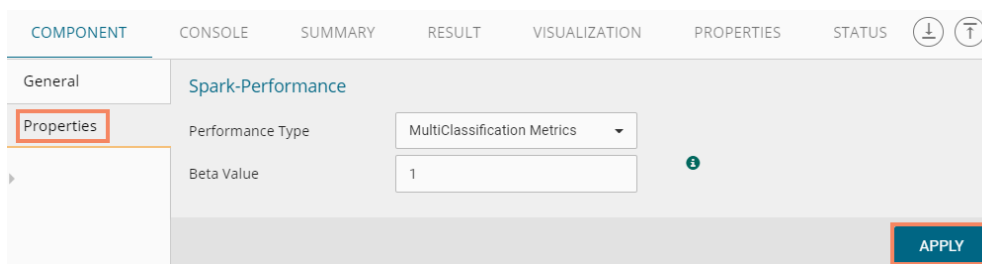 COMPONENT CONSOLE SUMMARY RESULT VISUALIZATION PROPERTIES STATUS
General
Properties
Spark-Performance
Performance Type MultiClassification Metrics
Beta Value 1
APPLY